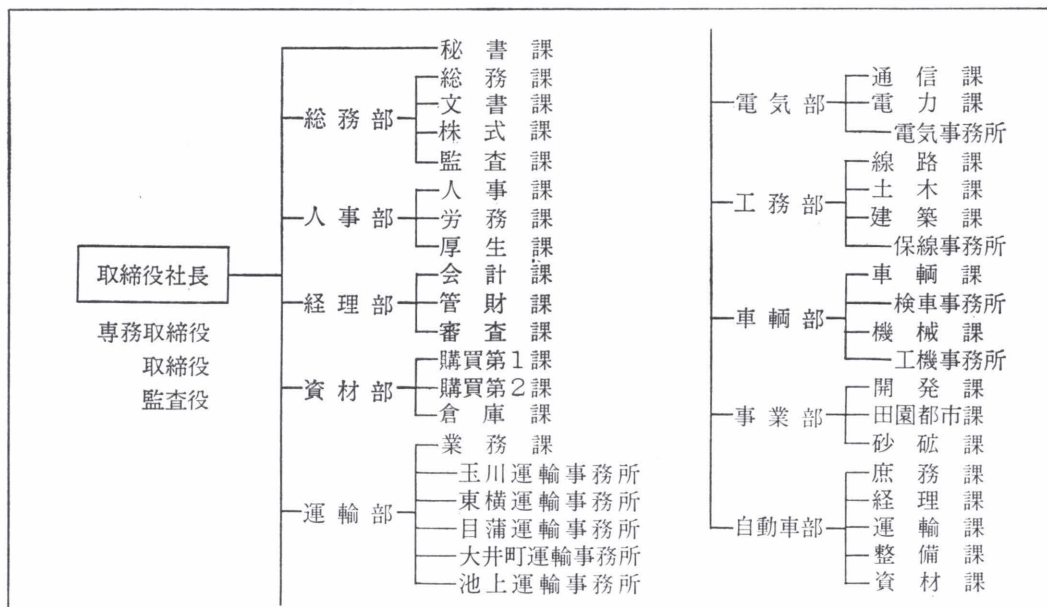 秘書課
総務部
総務課
文書課
株式課
監査課
人事部
人事課
労務課
厚生課
取締役社長
専務取締役
取締役
監査役
経理部
会計課
管財課
審査課
資材部
購買第1課
購買第2課
倉庫課
運輸部
業務課
玉川運輸事務所
東横運輸事務所
目蒲運輸事務所
大井町運輸事務所
池上運輸事務所
電気部
通信課
電力課
電気事務所
工務部
線路課
土木課
建築課
保線事務所
車輌部
車輌課
検車事務所
機械課
工機事務所
事業部
開発課
田園都市課
砂砿課
自動車部
庶務課
経理課
運輸課
整備課
資材課